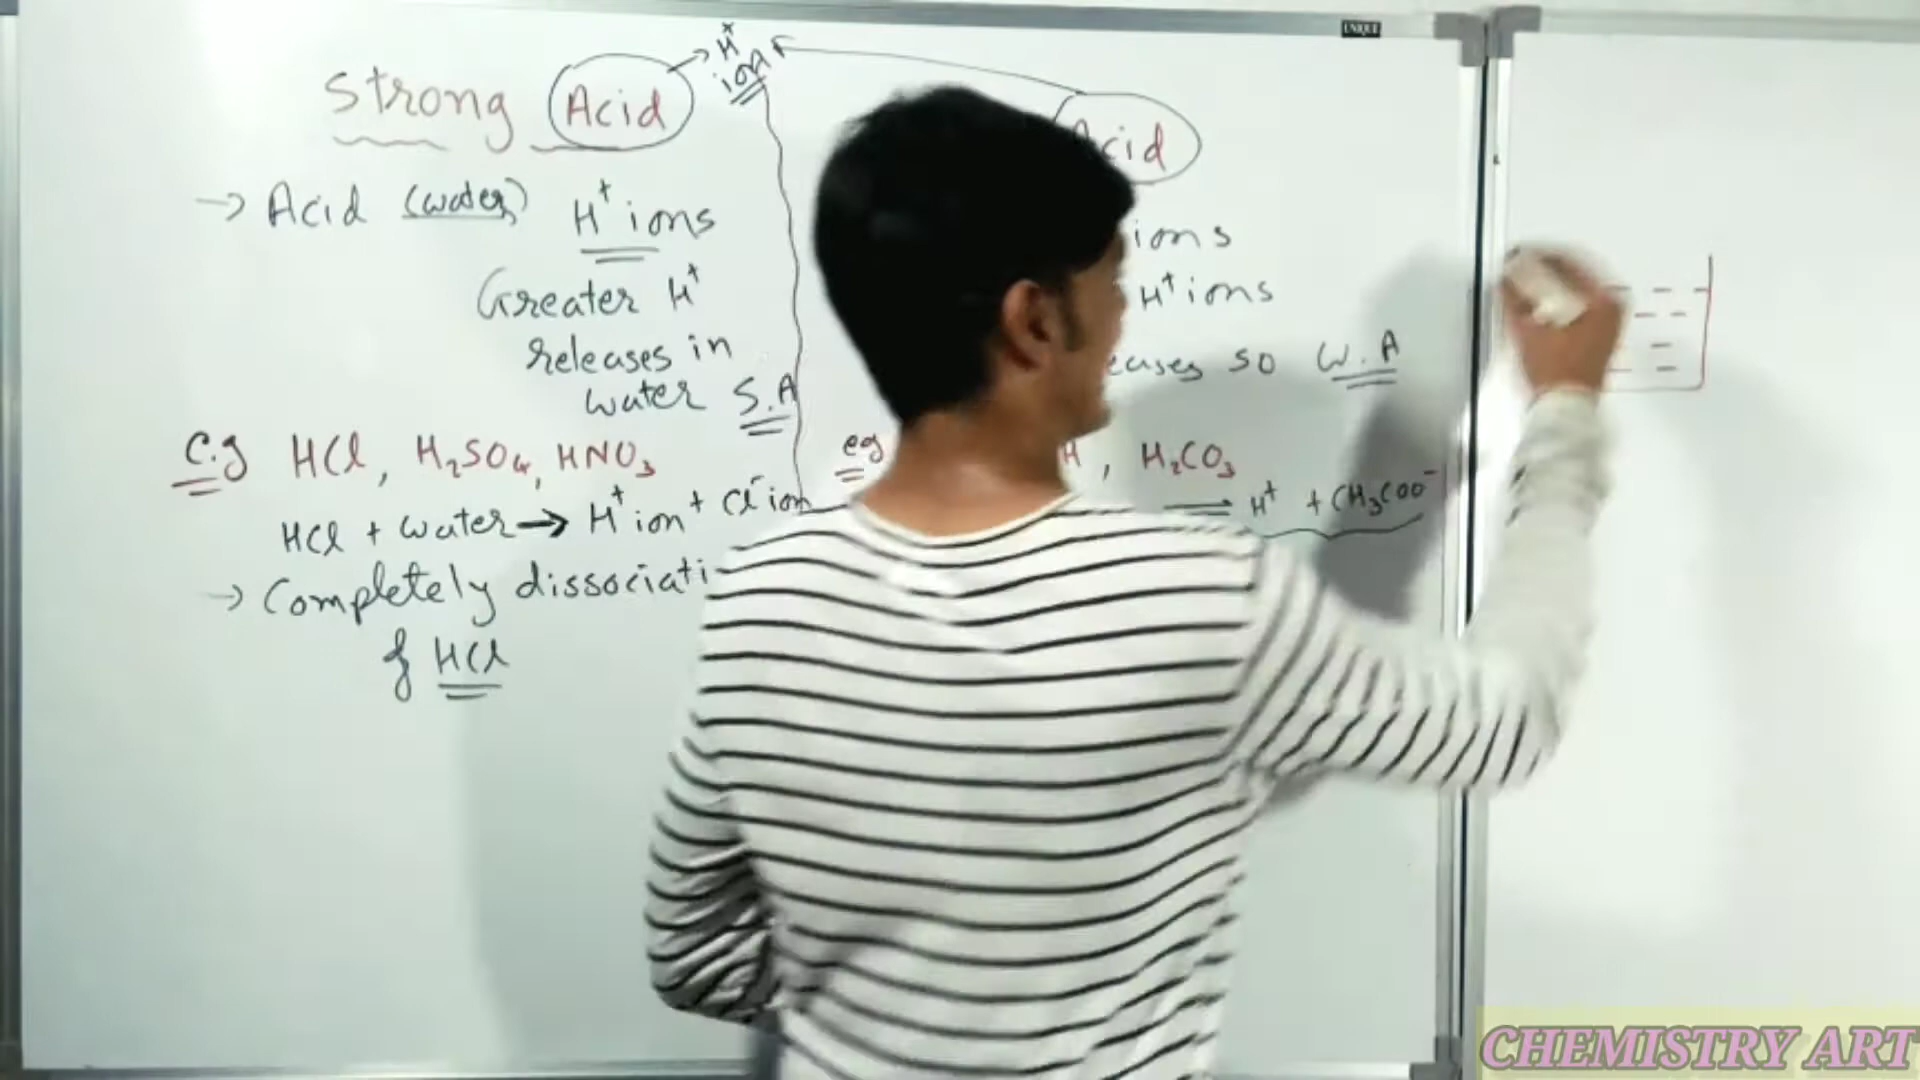 UNIQUE
Strong Acid → H⁺ ion
→ Acid (water) H⁺ ions
Greater H⁺
releases in
water S.A
e.g HCl, H₂SO₄, HNO₃
HCl + water → H⁺ ion + Cl⁻ ion
→ Completely dissociati
of HCl
Acid
ions
H⁺ ions
so W.A
eg H, H₂CO₃
⇌ H⁺ + CH₃COO⁻
CHEMISTRY ART